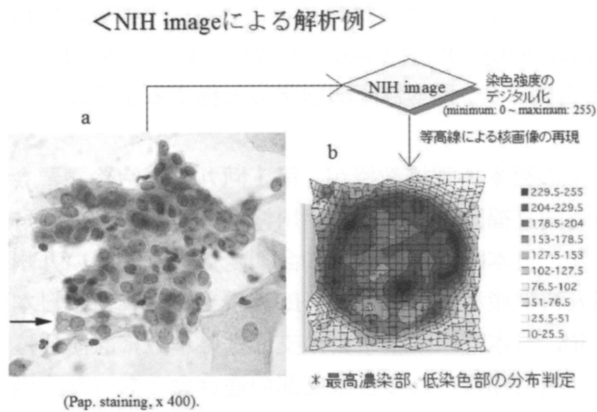 ＜NIH imageによる解析例＞
NIH image
染色強度の
デジタル化
(minimum: 0 ~ maximum: 255)
等高線による核画像の再現
a
b
229.5-255
204-229.5
178.5-204
153-178.5
127.5-153
102-127.5
76.5-102
51-76.5
25.5-51
0-25.5
＊最高濃染部、低染色部の分布判定
(Pap. staining, x 400).